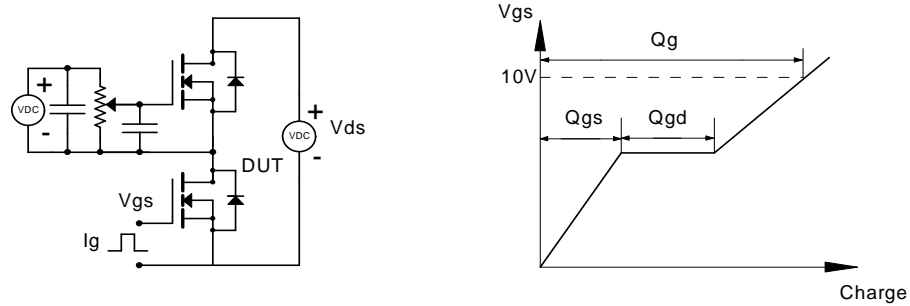 +
VDC
-
+
VDC
-
Vds
DUT
Vgs
Ig
Vgs
Qg
10V
Qgs
Qgd
Charge